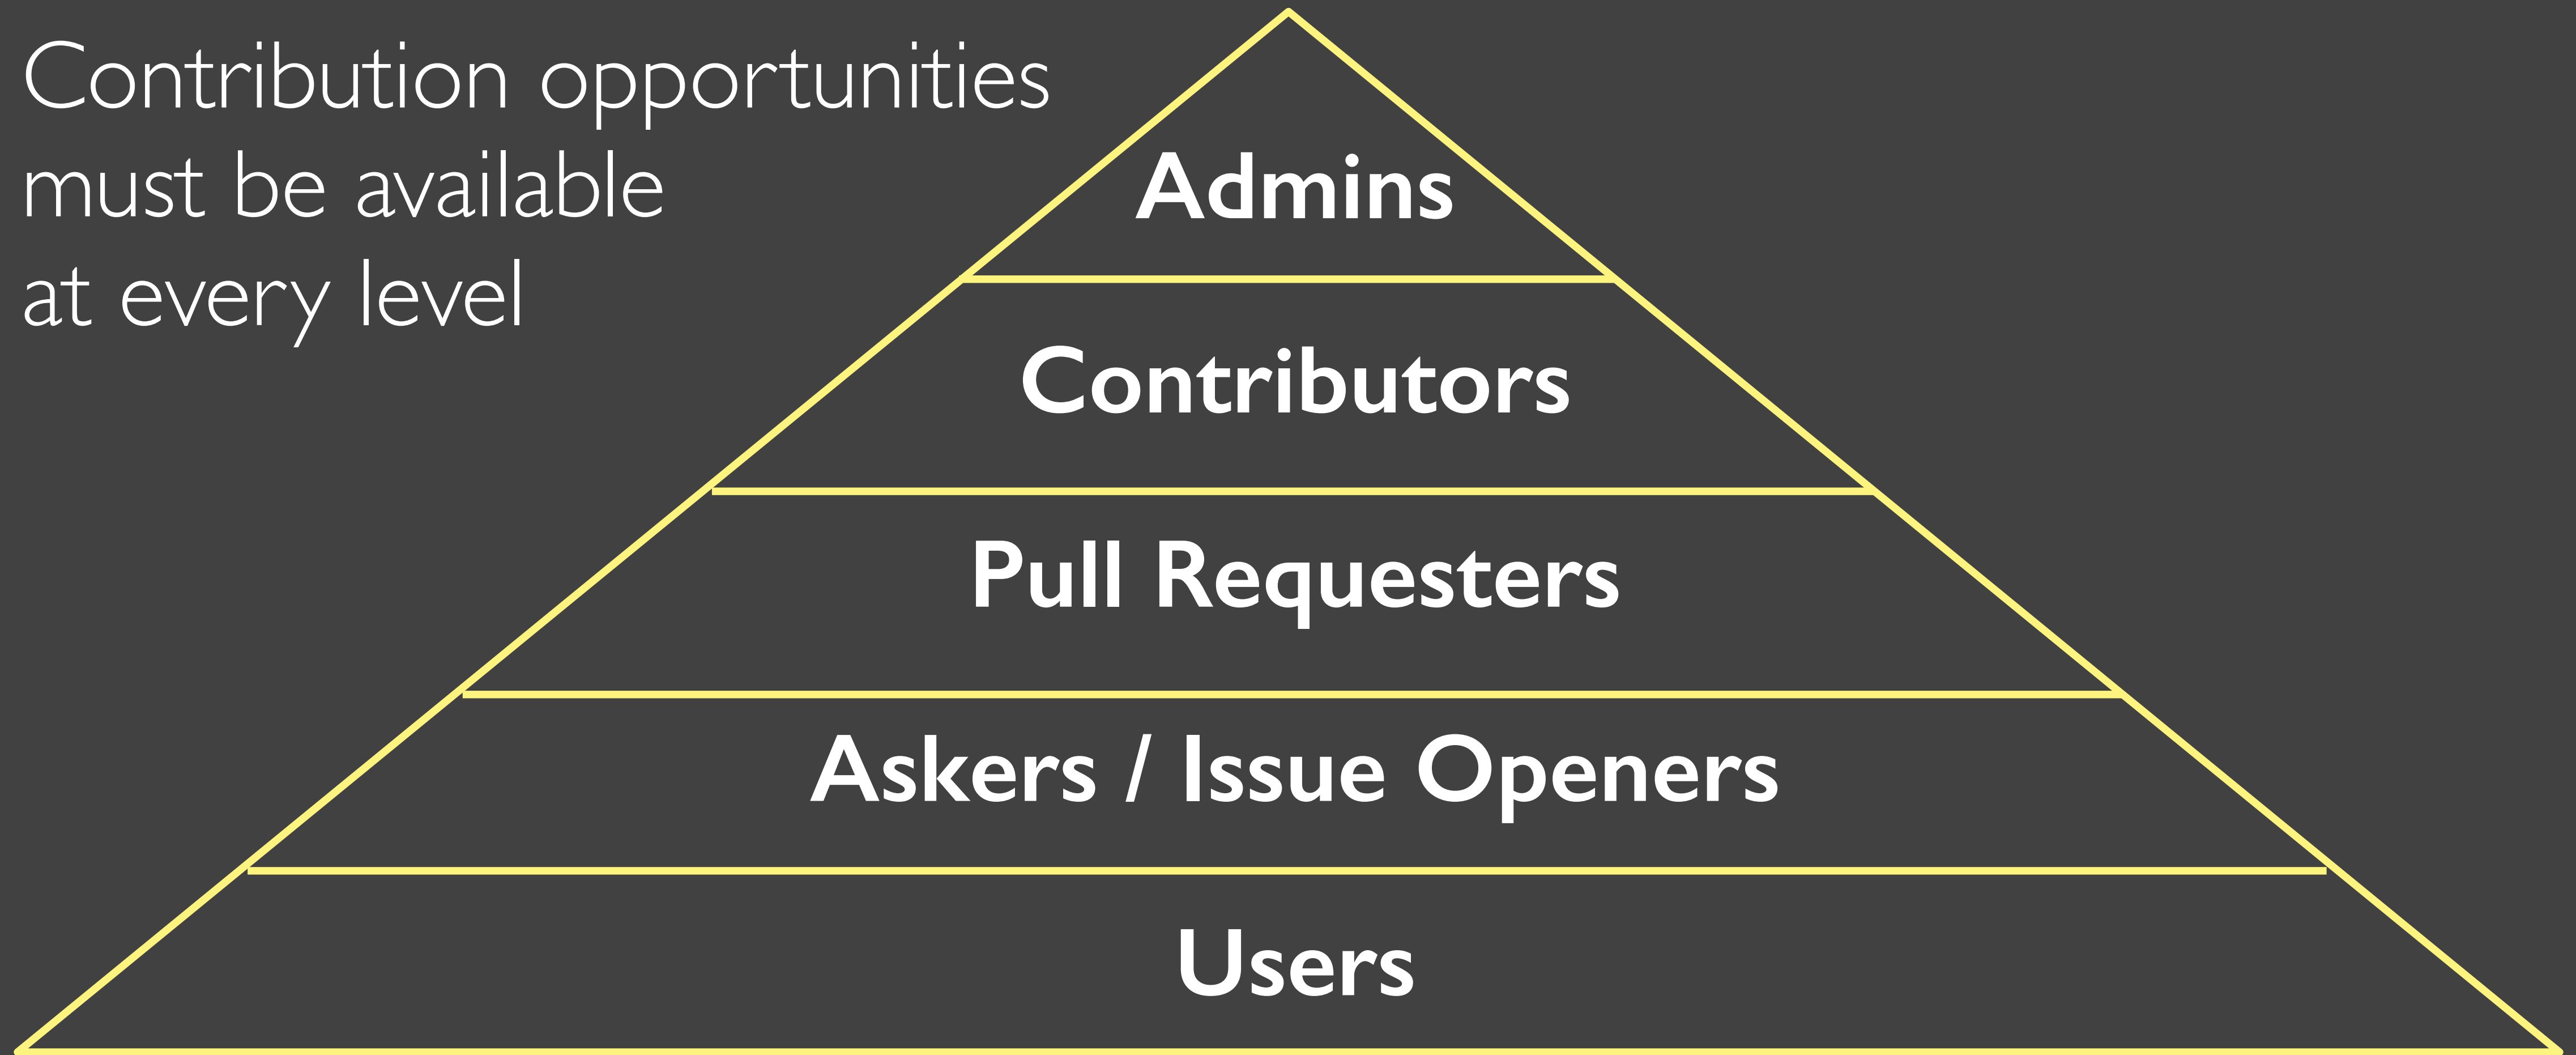 Contribution opportunities
must be available
at every level
Admins
Contributors
Pull Requesters
Askers / Issue Openers
Users